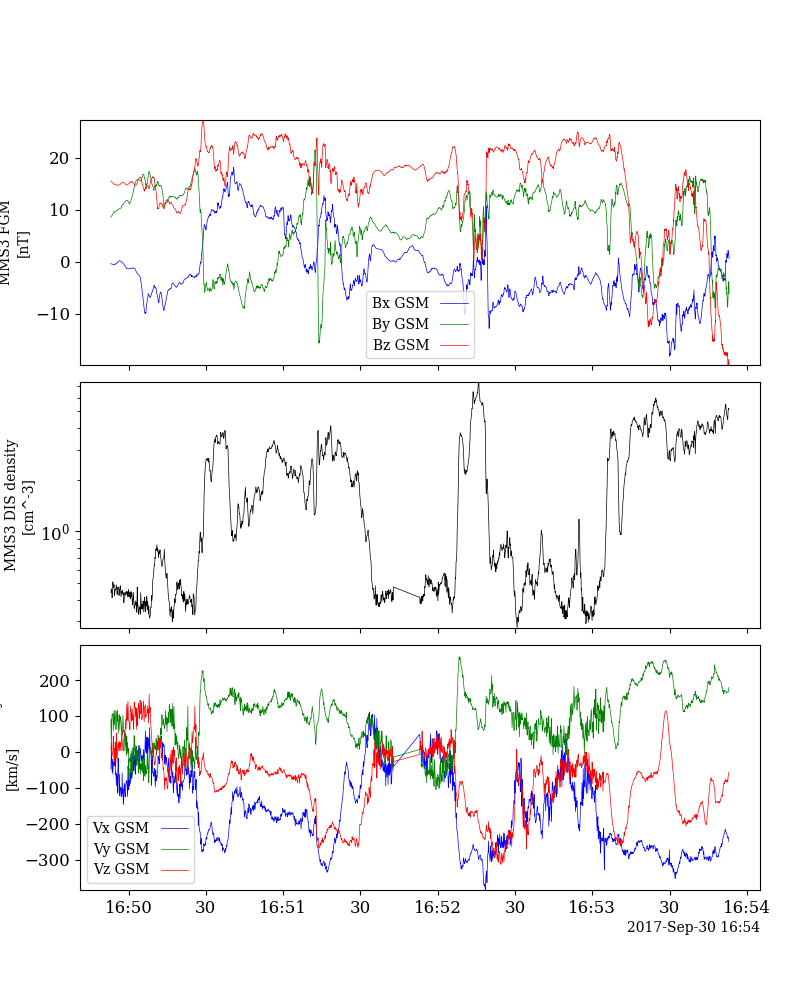 20
10
0
−10
MMS3 FGM
[nT]
Bx GSM
By GSM
Bz GSM
10^0
MMS3 DIS density
[cm^-3]
200
100
0
−100
−200
−300
[km/s]
Vx GSM
Vy GSM
Vz GSM
16:50 30 16:51 30 16:52 30 16:53 30 16:54
2017-Sep-30 16:54